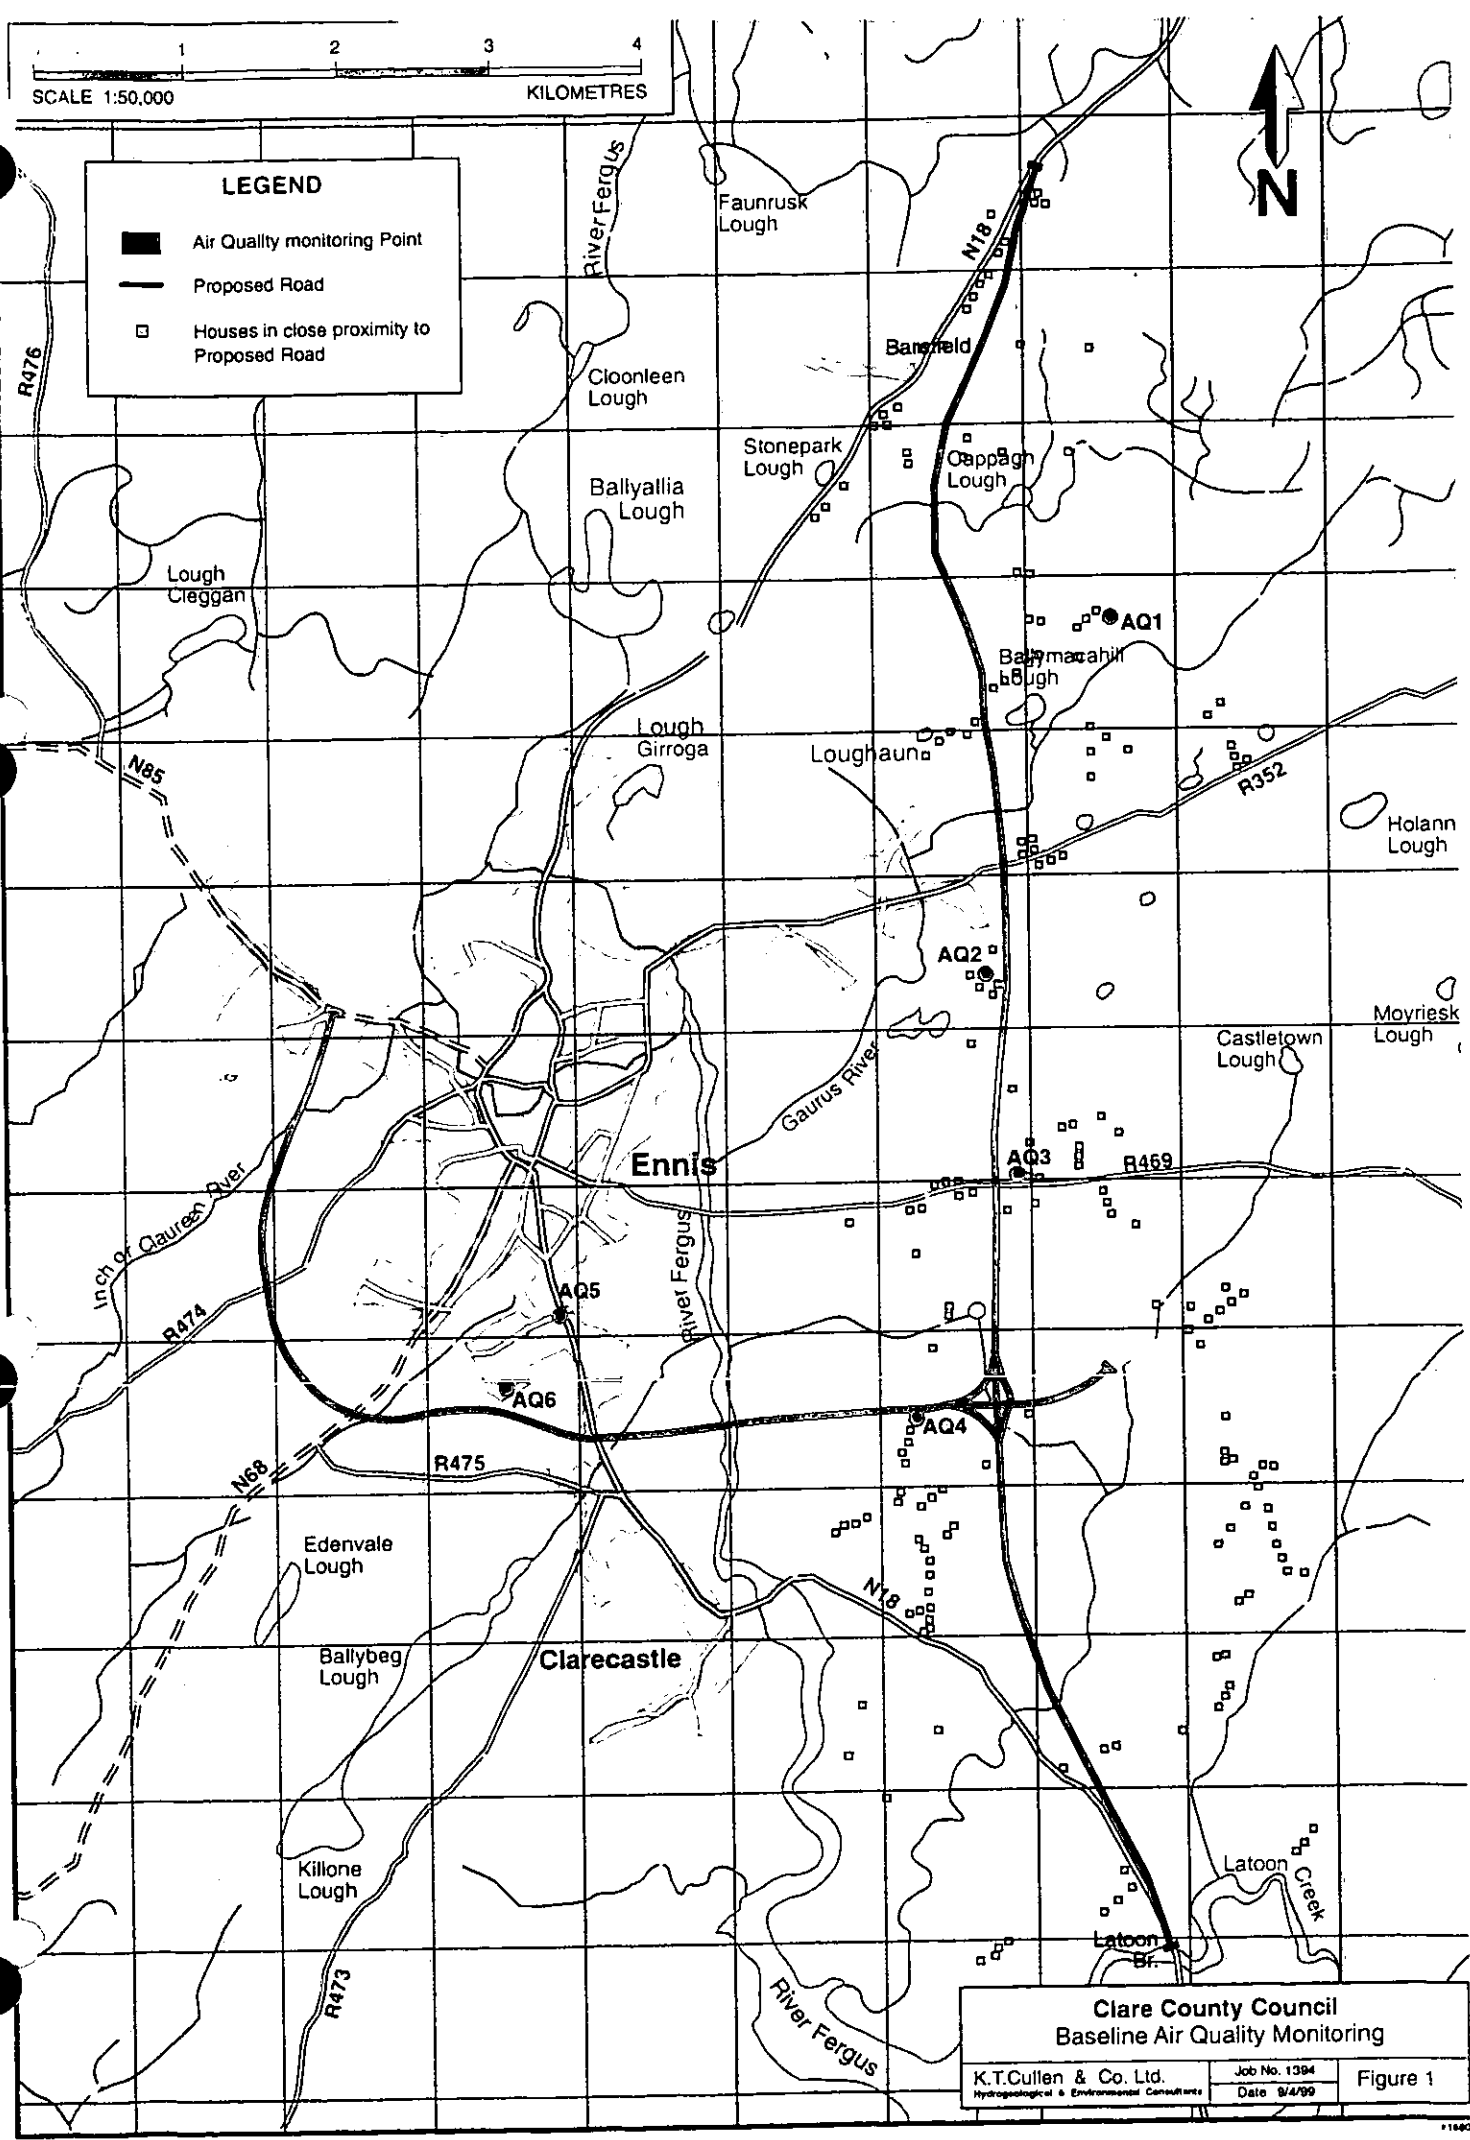 1 2 3 4
SCALE 1:50,000 KILOMETRES
LEGEND
Air Quality monitoring Point
Proposed Road
Houses in close proximity to
Proposed Road
N
River Fergus
Faunrusk
Lough
N18
R476
Barefield
Cloonleen
Lough
Stonepark
Lough
Cappagh
Lough
Ballyallia
Lough
Lough
Cleggan
AQ1
Ballymacahill
Lough
Lough
Girroga
Loughaun
N85
R352
Holann
Lough
AQ2
Moyriesk
Lough
Castletown
Lough
Gaurus River
Ennis
AQ3
R469
Inch or Claureen River
River Fergus
AQ5
R474
AQ6
AQ4
R475
N68
Edenvale
Lough
N18
Ballybeg
Lough
Clarecastle
Killone
Lough
Latoon
Creek
Latoon
Br.
R473
River Fergus
Clare County Council
Baseline Air Quality Monitoring
K.T.Cullen & Co. Ltd.
Hydrogeological & Environmental Consultants
Job No. 1394
Date 9/4/99
Figure 1